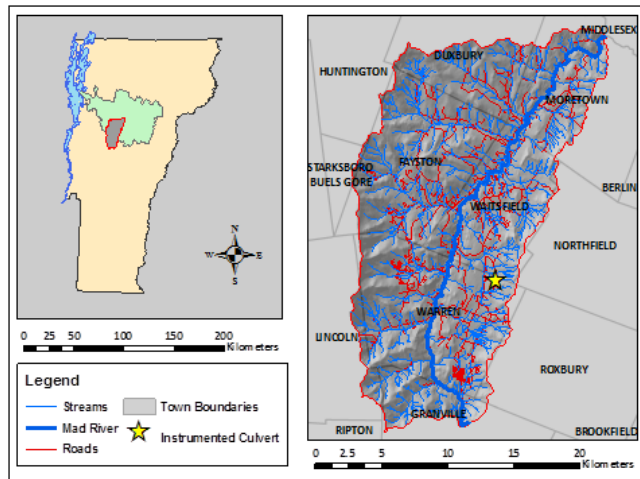 N
W E
S
0 25 50 100 150 200
Kilometers
Legend
Streams
Mad River
Roads
Town Boundaries
Instrumented Culvert
MIDDLESEX
DUXBURY
HUNTINGTON
MORETOWN
STARKSBORO
FAYSTON
BUELS GORE
BERLIN
WAITSFIELD
NORTHFIELD
WARREN
LINCOLN
ROXBURY
GRANVILLE
RIPTON
BROOKFIELD
0 2.5 5 10 15 20
Kilometers